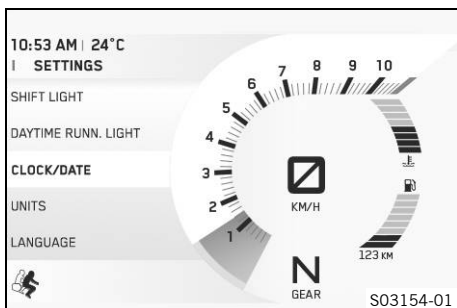 10:53 AM | 24°C
SETTINGS
SHIFT LIGHT
DAYTIME RUNN. LIGHT
CLOCK/DATE
UNITS
LANGUAGE
1
2
3
4
5
6
7
8
9
10
0
KM/H
N
GEAR
123 KM
S03154-01